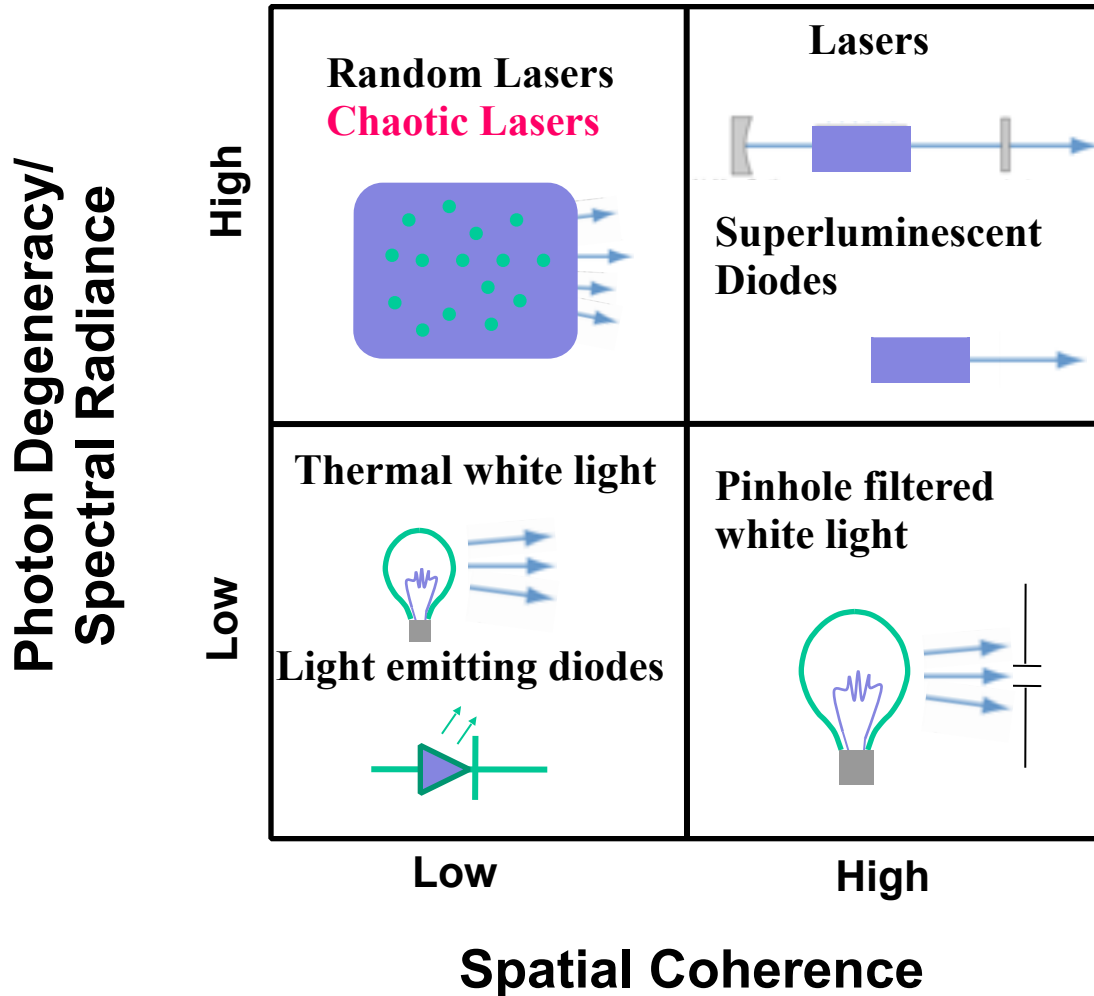 Photon Degeneracy/
Spectral Radiance
High
Low
Random Lasers
Chaotic Lasers
Lasers
Superluminescent
Diodes
Thermal white light
Light emitting diodes
Pinhole filtered
white light
Low
High
Spatial Coherence